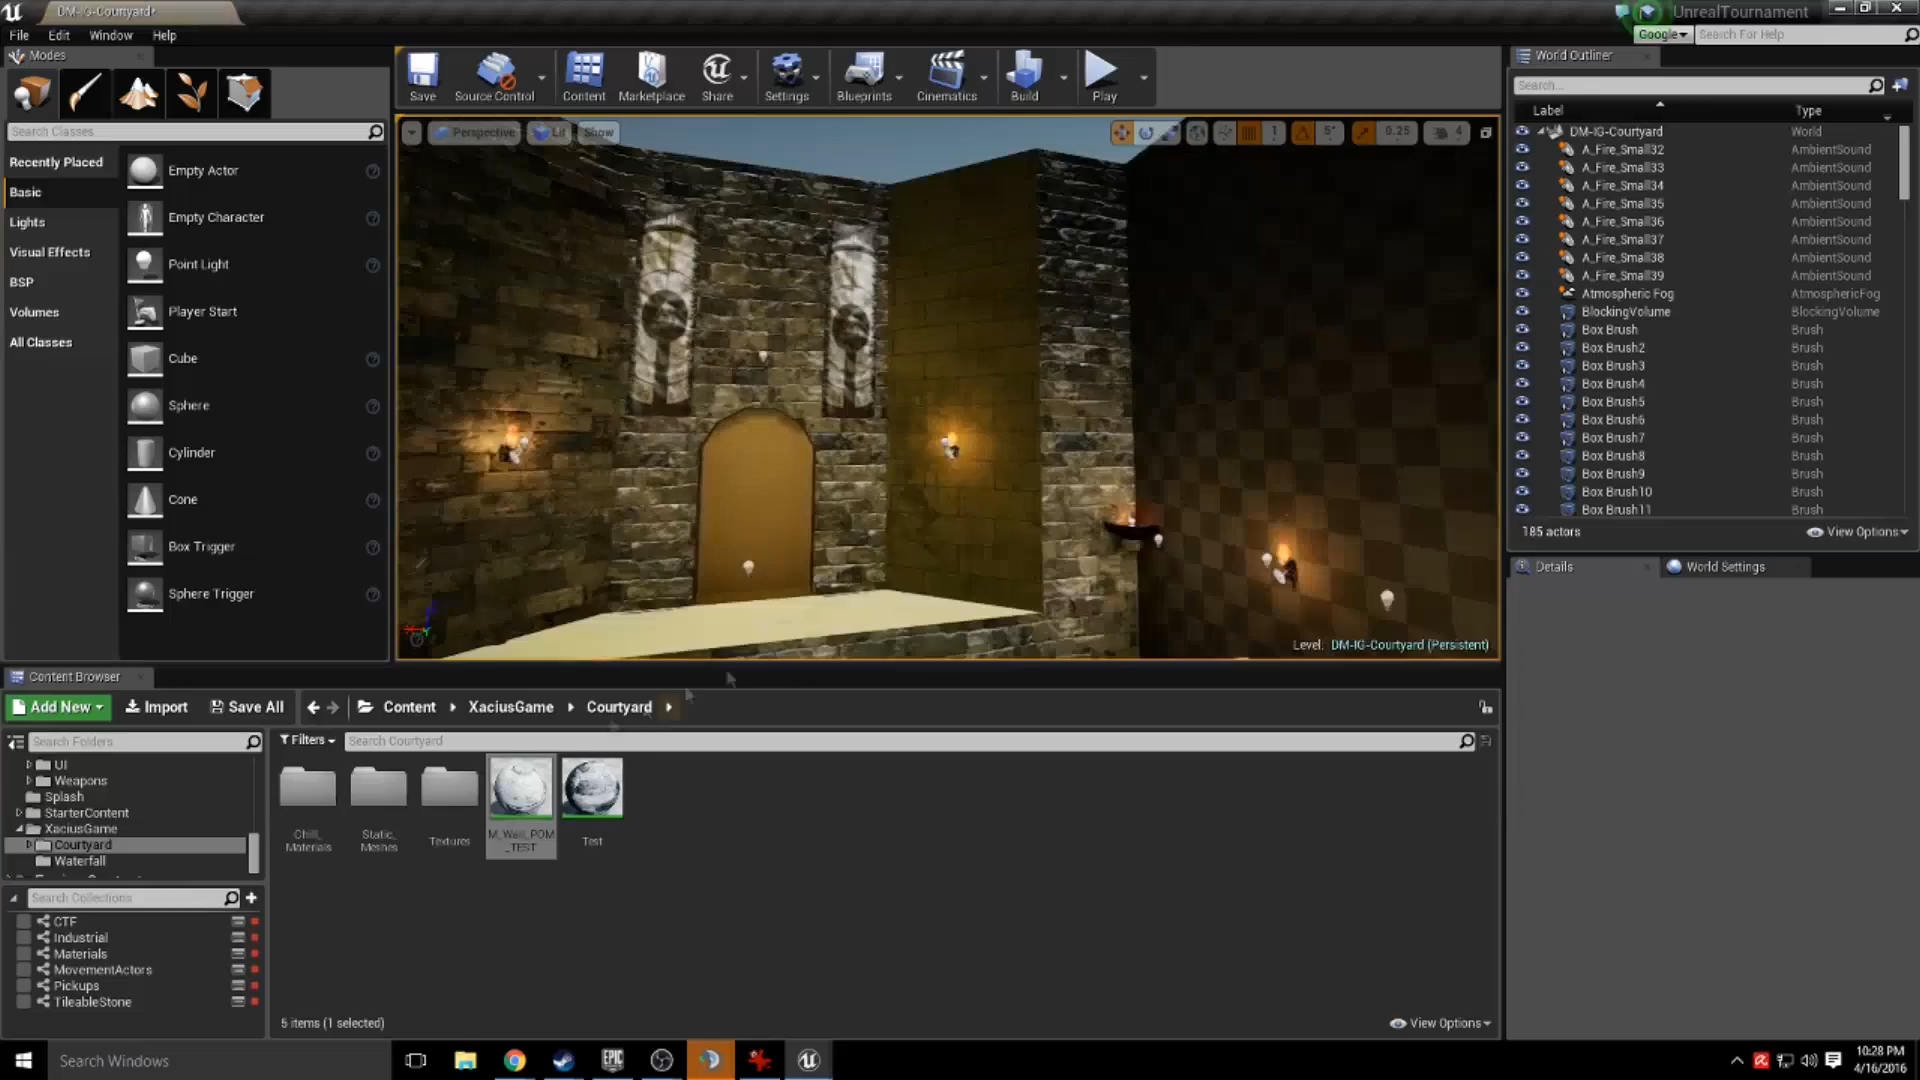 DM-IG-Courtyard*
UnrealTournament
File Edit Window Help
Google
Search For Help
Modes
Search Classes
Recently Placed
Basic
Lights
Visual Effects
BSP
Volumes
All Classes
Empty Actor
Empty Character
Point Light
Player Start
Cube
Sphere
Cylinder
Cone
Box Trigger
Sphere Trigger
Save
Source Control
Content
Marketplace
Share
Settings
Blueprints
Cinematics
Build
Play
Perspective
Lit
Show
1
5°
0.25
4
Level: DM-IG-Courtyard (Persistent)
World Outliner
Search...
Label Type
DM-IG-Courtyard World
A_Fire_Small32 AmbientSound
A_Fire_Small33 AmbientSound
A_Fire_Small34 AmbientSound
A_Fire_Small35 AmbientSound
A_Fire_Small36 AmbientSound
A_Fire_Small37 AmbientSound
A_Fire_Small38 AmbientSound
A_Fire_Small39 AmbientSound
Atmospheric Fog AtmosphericFog
BlockingVolume BlockingVolume
Box Brush Brush
Box Brush2 Brush
Box Brush3 Brush
Box Brush4 Brush
Box Brush5 Brush
Box Brush6 Brush
Box Brush7 Brush
Box Brush8 Brush
Box Brush9 Brush
Box Brush10 Brush
Box Brush11 Brush
185 actors
View Options
Details
World Settings
Content Browser
Add New
Import
Save All
Content
XaciusGame
Courtyard
Search Folders
UI
Weapons
Splash
StarterContent
XaciusGame
Courtyard
Waterfall
Search Collections
CTF
Industrial
Materials
MovementActors
Pickups
TileableStone
Filters
Search Courtyard
Chill_
Materials
Static_
Meshes
Textures
M_Wall_POM
_TEST
Test
5 items (1 selected)
View Options
Search Windows
EPIC
10:28 PM
4/16/2016